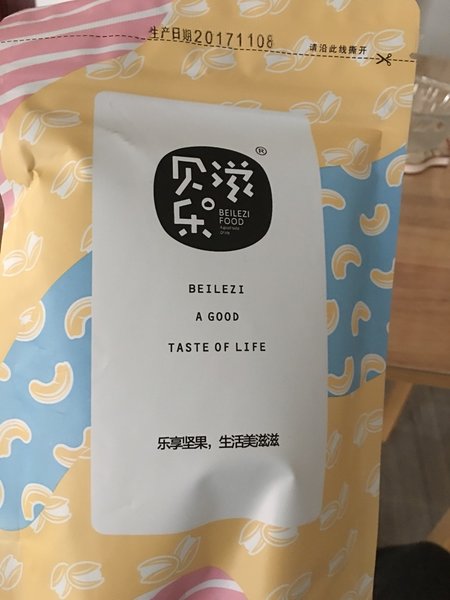 生产日期20171108
请沿此线撕开
贝滋
乐
®
BEILEZI
FOOD
BEILEZI
A GOOD
TASTE OF LIFE
乐享坚果，生活美滋滋